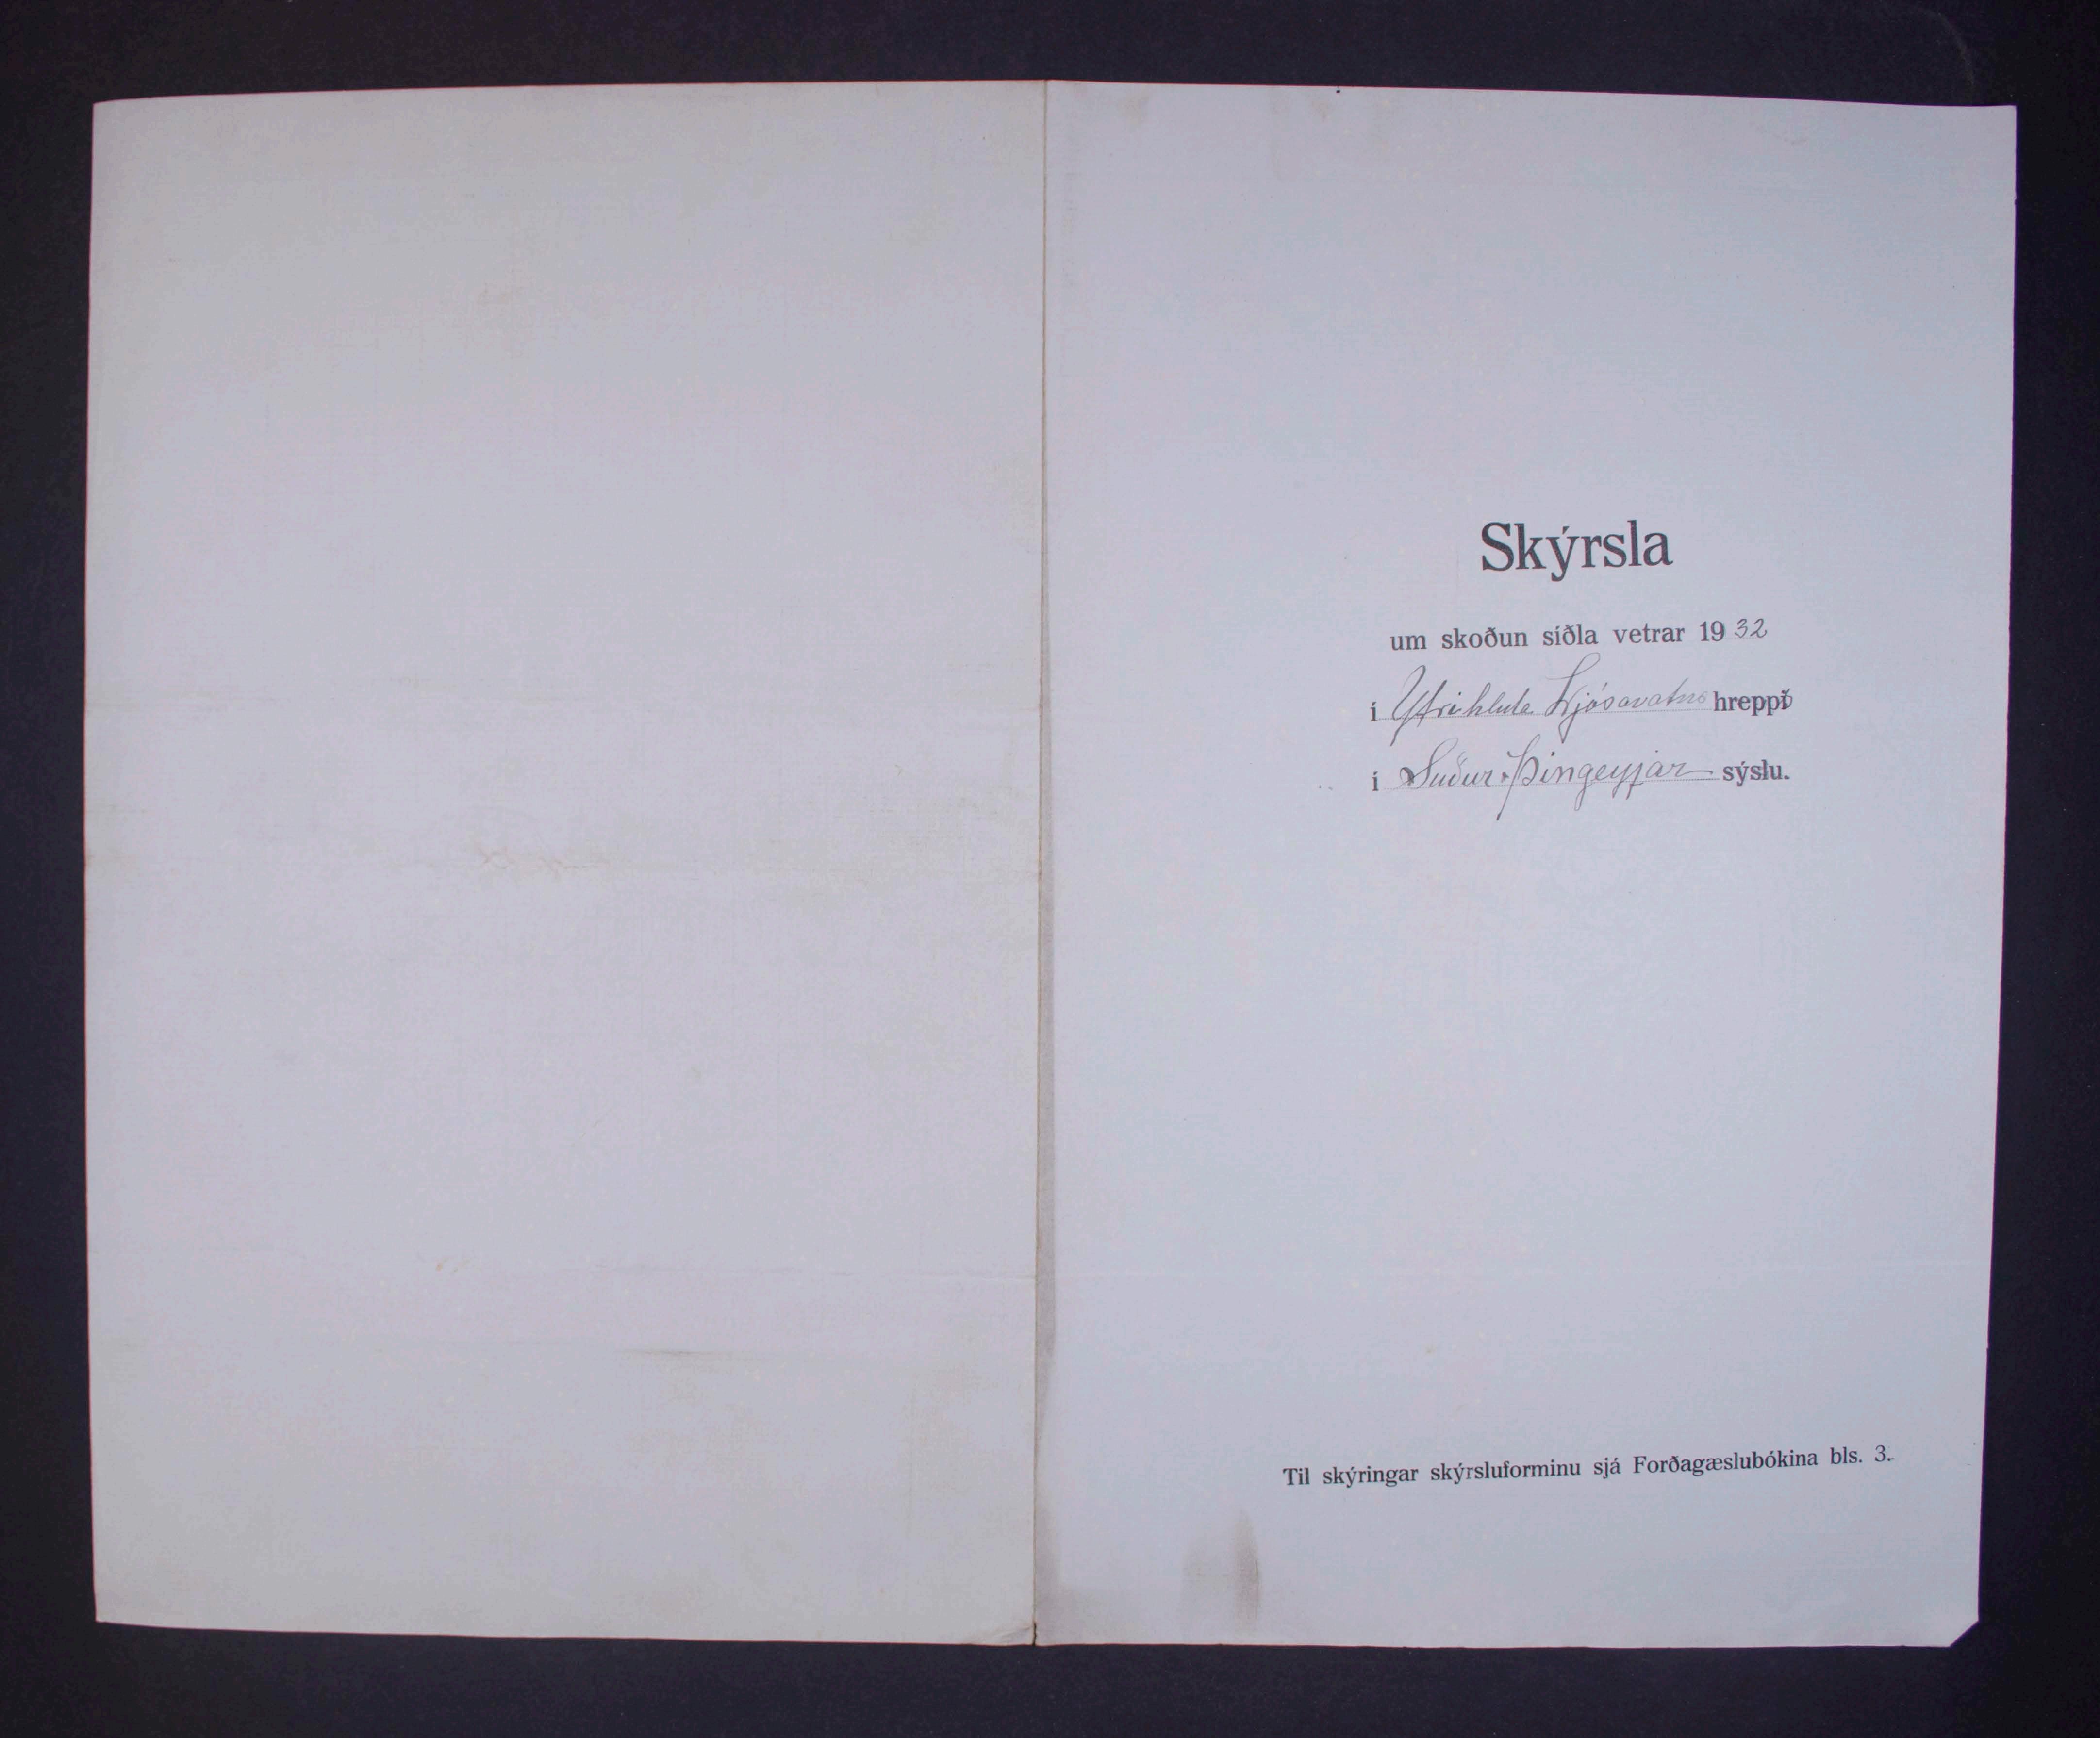 Skýrsla
um skoðun síðla vetrar 1932
í Ytrihluta Ljósavatns hreppi
í Suður-Þingeyjar sýslu.
Til skýringar skýrsluforminu sjá Forðagæslubókina bls. 3.